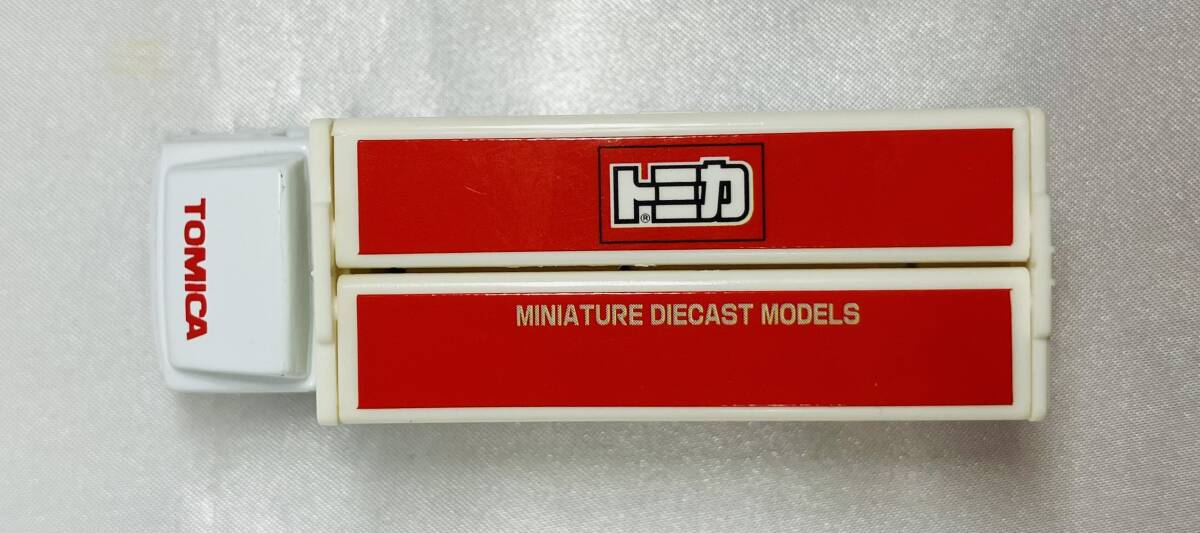 TOMICA
トミカ
®
MINIATURE DIECAST MODELS